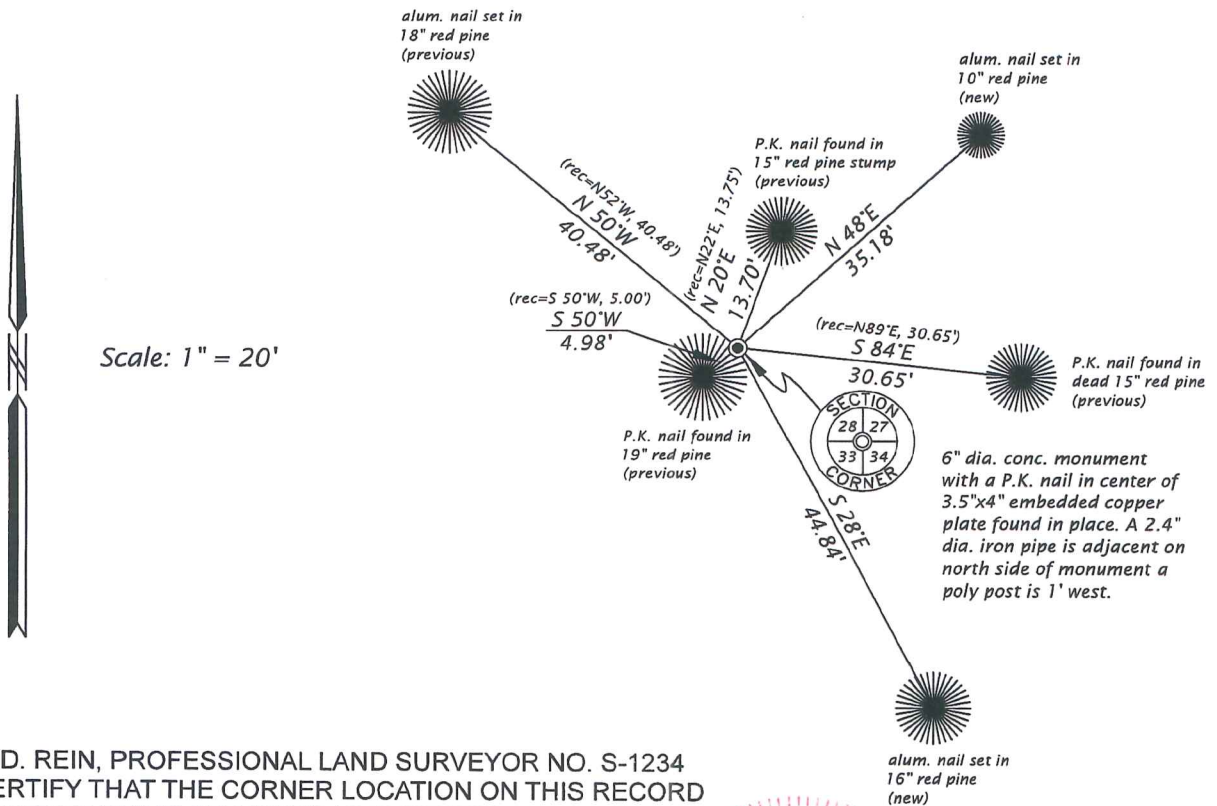 alum. nail set in
18" red pine
(previous)
alum. nail set in
10" red pine
(new)
P.K. nail found in
15" red pine stump
(previous)
(rec=N52°W, 40.48')
N 50°W
40.48'
(rec=N22°E, 13.75')
N 20°E
13.70'
N 48°E
35.18'
(rec=S 50°W, 5.00')
S 50°W
4.98'
(rec=N89°E, 30.65')
S 84°E
30.65'
Scale: 1" = 20'
P.K. nail found in
dead 15" red pine
(previous)
P.K. nail found in
19" red pine
(previous)
SECTION
28 27
33 34
CORNER
6" dia. conc. monument
with a P.K. nail in center of
3.5"x4" embedded copper
plate found in place. A 2.4"
dia. iron pipe is adjacent on
north side of monument a
poly post is 1' west.
S 28°E
44.84'
alum. nail set in
16" red pine
(new)
D. REIN, PROFESSIONAL LAND SURVEYOR NO. S-1234
ERTIFY THAT THE CORNER LOCATION ON THIS RECORD